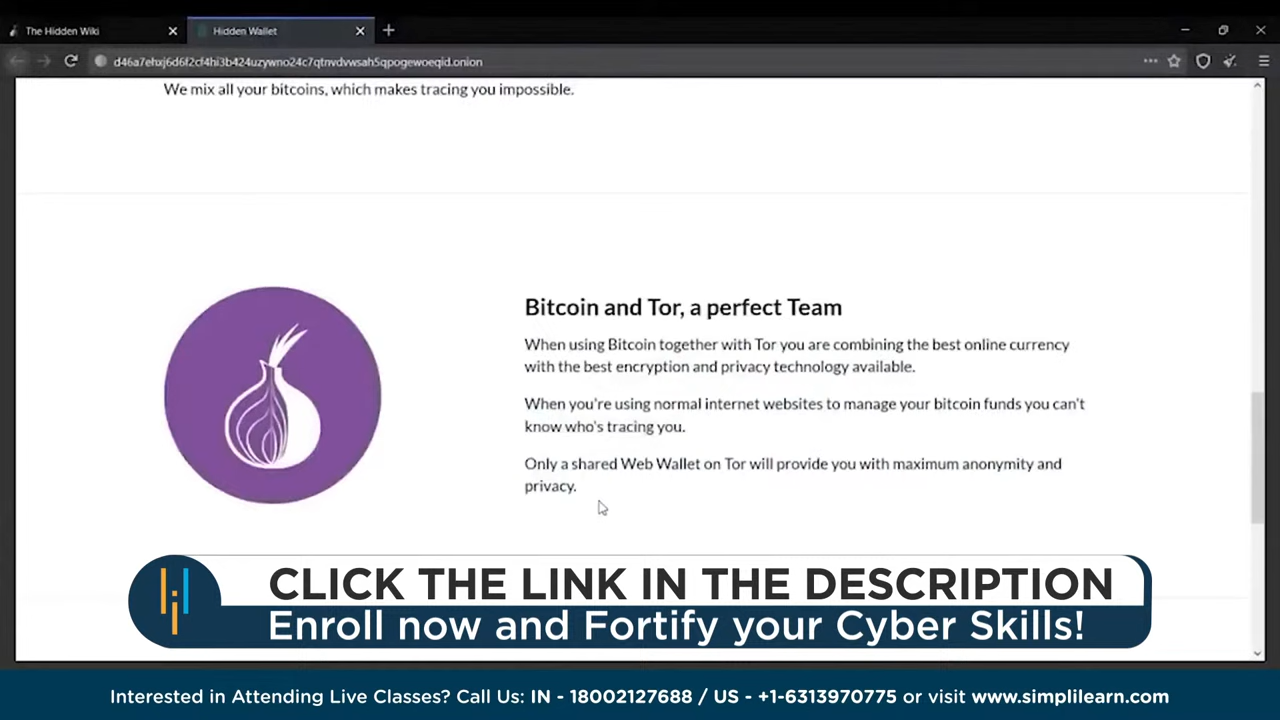 The Hidden Wiki
Hidden Wallet
d46a7ehxj6d6f2cf4hi3b424uzywno24c7qtnvdvwsah5qpogewoeqid.onion
We mix all your bitcoins, which makes tracing you impossible.
Bitcoin and Tor, a perfect Team
When using Bitcoin together with Tor you are combining the best online currency
with the best encryption and privacy technology available.
When you're using normal internet websites to manage your bitcoin funds you can't
know who's tracing you.
Only a shared Web Wallet on Tor will provide you with maximum anonymity and
privacy.
CLICK THE LINK IN THE DESCRIPTION
Enroll now and Fortify your Cyber Skills!
Interested in Attending Live Classes? Call Us: IN - 18002127688 / US - +1-6313970775 or visit www.simplilearn.com